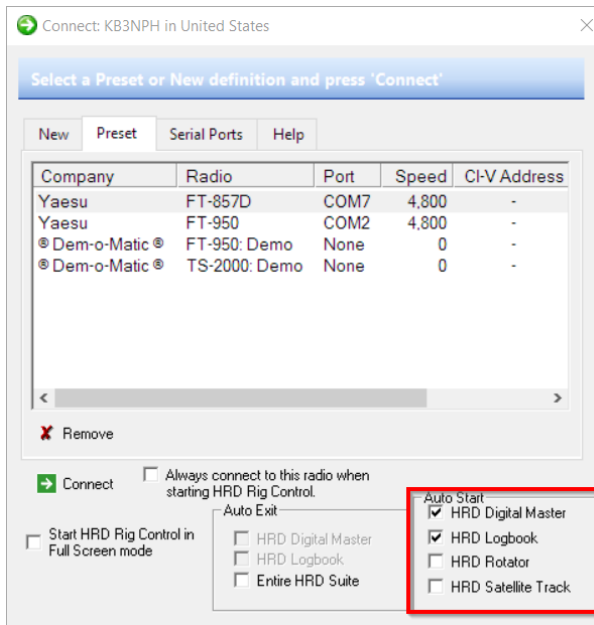 Connect: KB3NPH in United States
Select a Preset or New definition and press 'Connect'
New Preset Serial Ports Help
Company Radio Port Speed CI-V Address
Yaesu FT-857D COM7 4,800 -
Yaesu FT-950 COM2 4,800 -
® Dem-o-Matic ® FT-950: Demo None 0 -
® Dem-o-Matic ® TS-2000: Demo None 0 -
Remove
Connect
Always connect to this radio when
starting HRD Rig Control.
Start HRD Rig Control in
Full Screen mode
Auto Exit
HRD Digital Master
HRD Logbook
Entire HRD Suite
Auto Start
HRD Digital Master
HRD Logbook
HRD Rotator
HRD Satellite Track